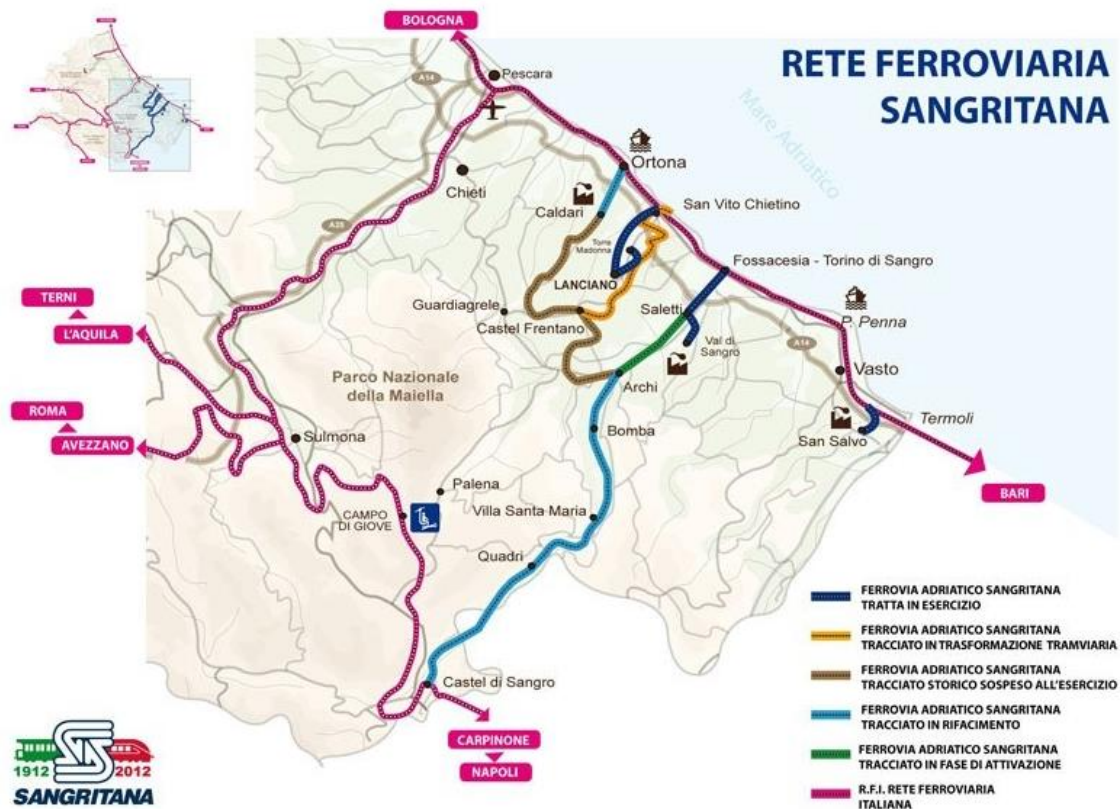 BOLOGNA
RETE FERROVIARIA
SANGRITANA
Pescara
A14
Mare Adriatico
Ortona
Chieti
Caldari
San Vito Chietino
A25
Torre
Madonna
Fossacesia - Torino di Sangro
LANCIANO
TERNI
Guardiagrele
Saletti
P. Penna
L'AQUILA
Castel Frentano
Val di
Sangro
A14
Parco Nazionale
della Maiella
Archi
Vasto
ROMA
Termoli
AVEZZANO
Sulmona
Bomba
San Salvo
Palena
BARI
CAMPO
DI GIOVE
Villa Santa Maria
Quadri
FERROVIA ADRIATICO SANGRITANA
TRATTA IN ESERCIZIO
FERROVIA ADRIATICO SANGRITANA
TRACCIATO IN TRASFORMAZIONE TRAMVIARIA
FERROVIA ADRIATICO SANGRITANA
TRACCIATO STORICO SOSPESO ALL'ESERCIZIO
Castel di Sangro
FERROVIA ADRIATICO SANGRITANA
TRACCIATO IN RIFACIMENTO
CARPINONE
NAPOLI
FERROVIA ADRIATICO SANGRITANA
TRACCIATO IN FASE DI ATTIVAZIONE
R.F.I. RETE FERROVIARIA
ITALIANA
1912 2012
SANGRITANA